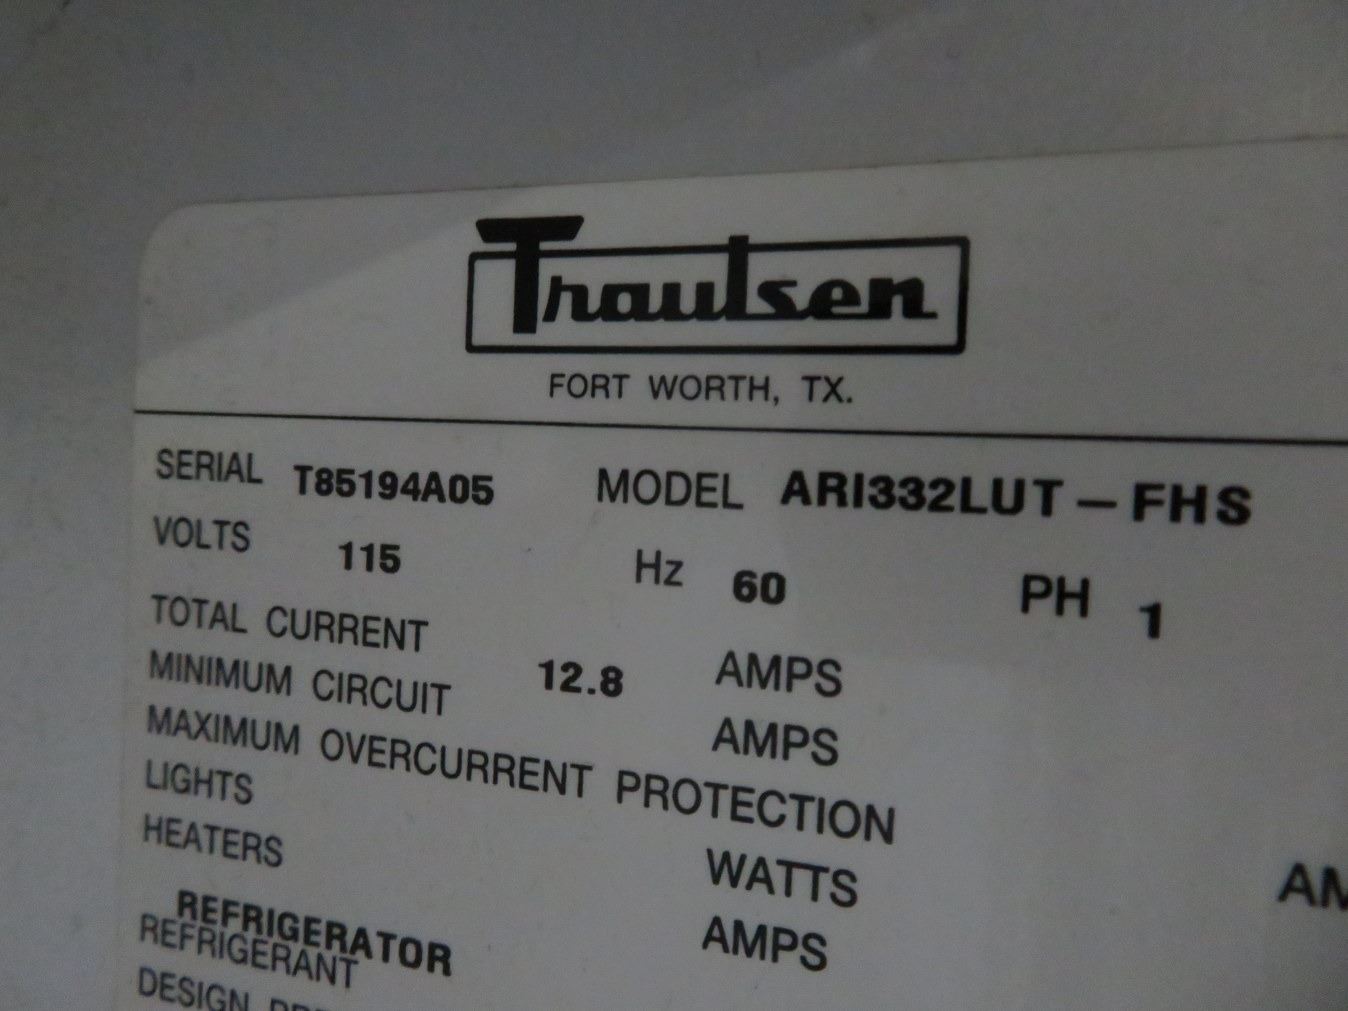 Traulsen
FORT WORTH, TX.
SERIAL T85194A05 MODEL ARI332LUT-FHS
VOLTS 115 Hz 60 PH 1
TOTAL CURRENT 12.8 AMPS
MINIMUM CIRCUIT AMPS
MAXIMUM OVERCURRENT PROTECTION
LIGHTS WATTS
HEATERS AMPS
REFRIGERATOR
REFRIGERANT
DESIGN